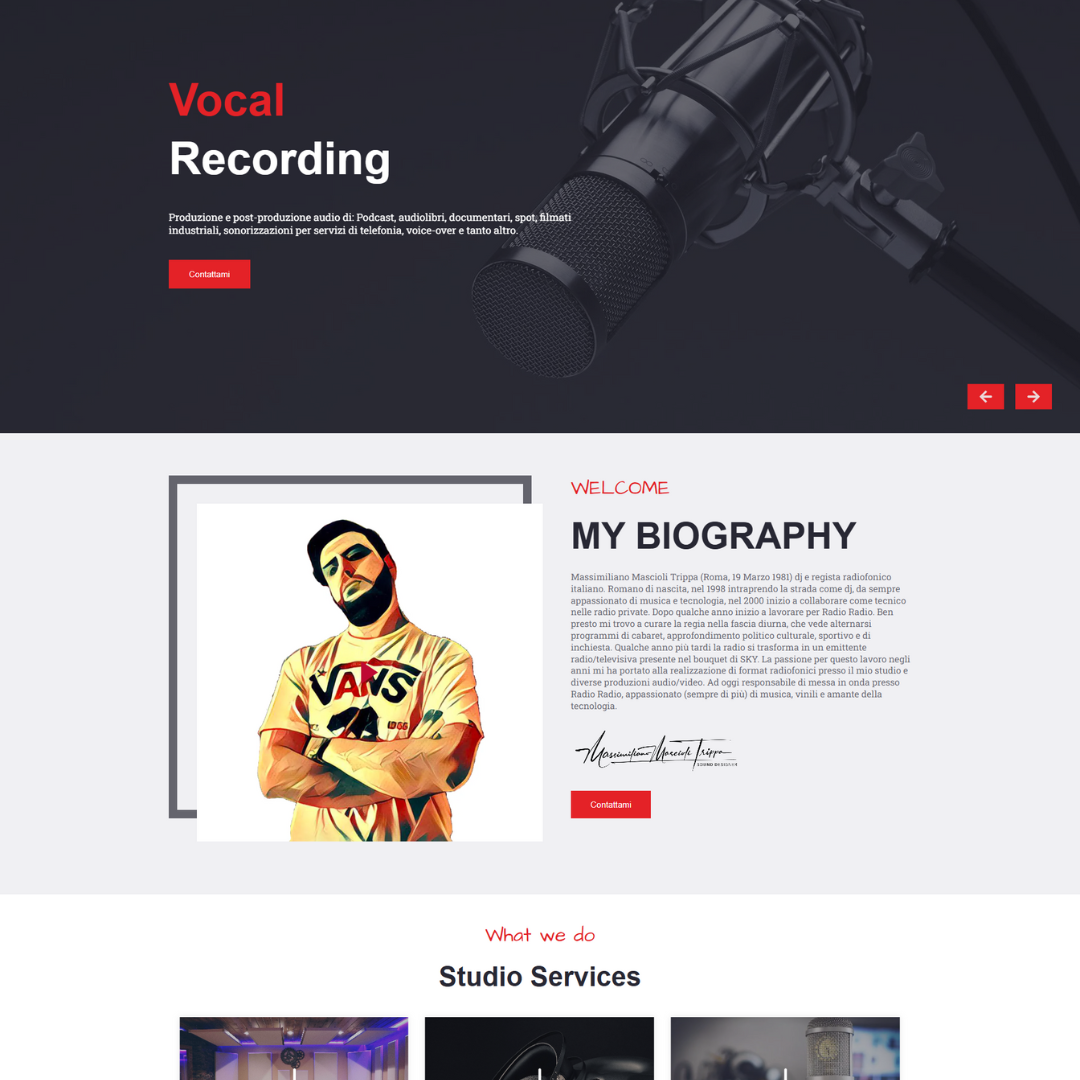 Vocal
Recording
Produzione e post-produzione audio di: Podcast, audiolibri, documentari, spot, filmati
industriali, sonorizzazioni per servizi di telefonia, voice-over e tanto altro.
Contattami
WELCOME
MY BIOGRAPHY
Massimiliano Mascioli Trippa (Roma, 19 Marzo 1981) dj e regista radiofonico
italiano. Romano di nascita, nel 1998 intraprendo la strada come dj, da sempre
appassionato di musica e tecnologia, nel 2000 inizio a collaborare come tecnico
nelle radio private. Dopo qualche anno inizio a lavorare per Radio Radio. Ben
presto mi trovo a curare la regia nella fascia diurna, che vede alternarsi
programmi di cabaret, approfondimento politico culturale, sportivo e di
inchiesta. Qualche anno più tardi la radio si trasforma in un emittente
radio/televisiva presente nel bouquet di SKY. La passione per questo lavoro negli
anni mi ha portato alla realizzazione di format radiofonici presso il mio studio e
diverse produzioni audio/video. Ad oggi responsabile di messa in onda presso
Radio Radio, appassionato (sempre di più) di musica, vinili e amante della
tecnologia.
VANS
Massimiliano Mascioli Trippa
SOUND DESIGNER
Contattami
What we do
Studio Services